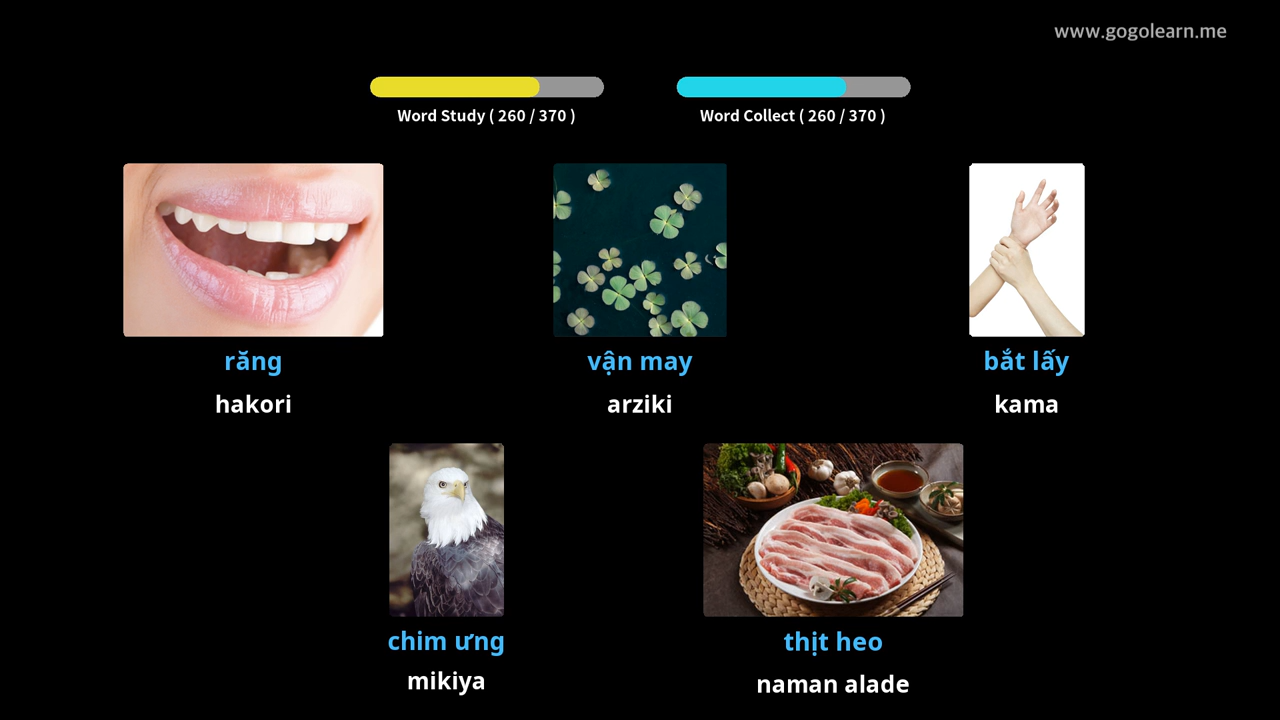 www.gogolearn.me
Word Study ( 260 / 370 )
Word Collect ( 260 / 370 )
răng
hakori
vận may
arziki
bắt lấy
kama
chim ưng
mikiya
thịt heo
naman alade